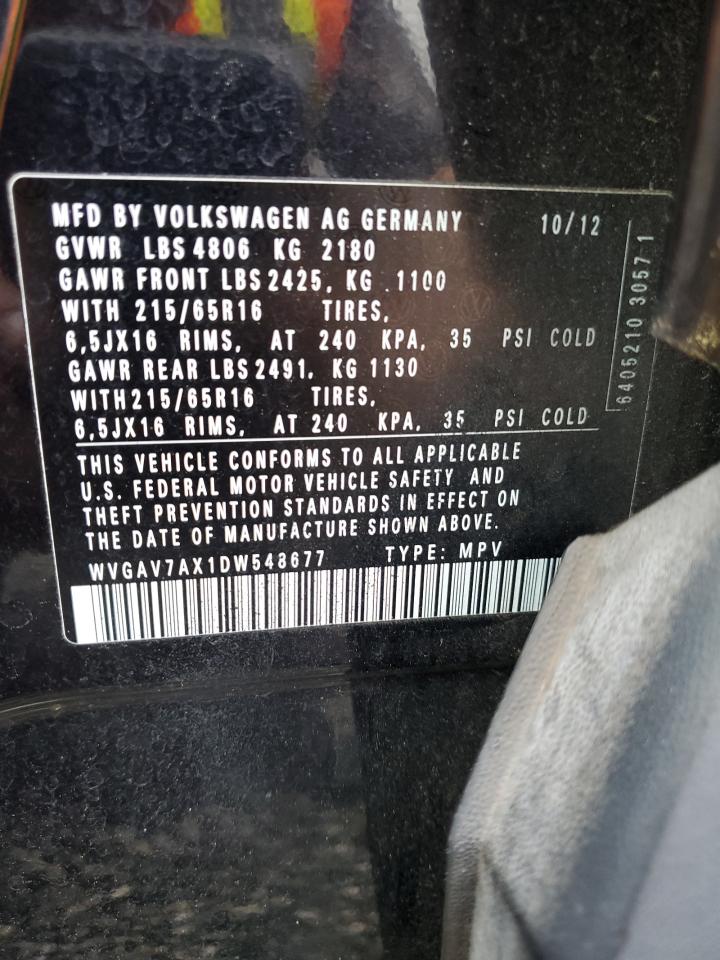 MFD BY VOLKSWAGEN AG GERMANY 10/12
GVWR LBS 4806 KG 2180
GAWR FRONT LBS 2425, KG 1100
WITH 215/65R16 TIRES,
6,5JX16 RIMS, AT 240 KPA, 35 PSI COLD
GAWR REAR LBS 2491, KG 1130
WITH 215/65R16 TIRES,
6,5JX16 RIMS, AT 240 KPA, 35 PSI COLD
THIS VEHICLE CONFORMS TO ALL APPLICABLE
U.S. FEDERAL MOTOR VEHICLE SAFETY AND
THEFT PREVENTION STANDARDS IN EFFECT ON
THE DATE OF MANUFACTURE SHOWN ABOVE.
WVGAV7AX1DW548677 TYPE: MPV
6405210 3057 1